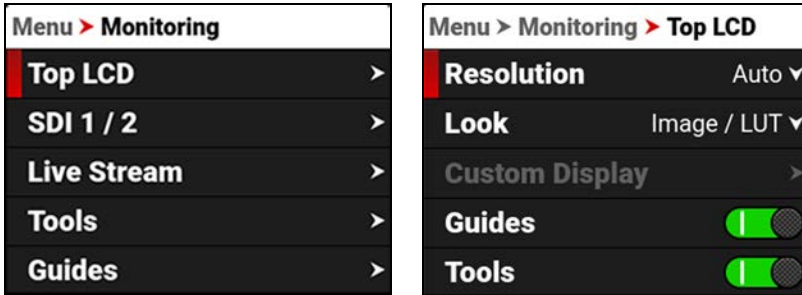 Menu > Monitoring
Top LCD
SDI 1 / 2
Live Stream
Tools
Guides
Menu > Monitoring > Top LCD
Resolution Auto
Look Image / LUT
Custom Display
Guides
Tools